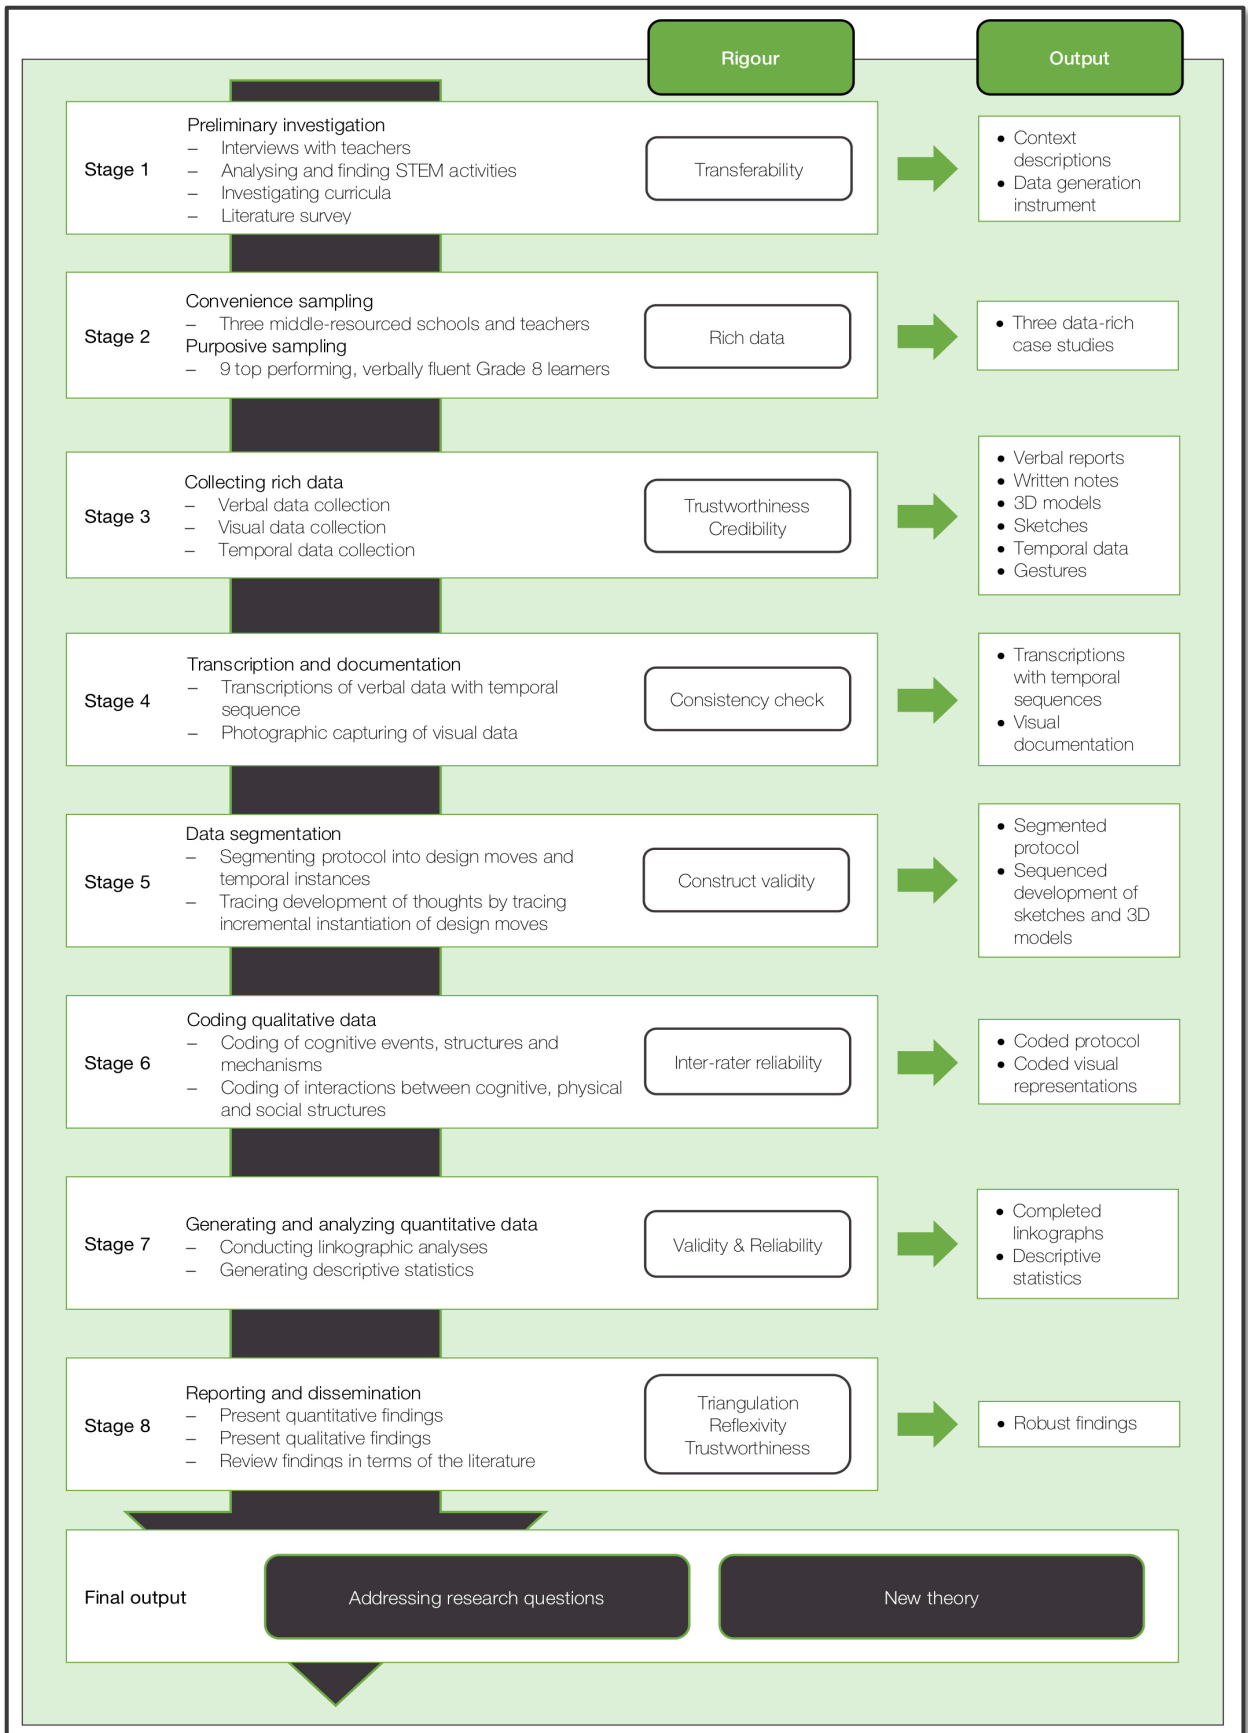 Rigour
Output
Stage 1
Preliminary investigation
– Interviews with teachers
– Analysing and finding STEM activities
– Investigating curricula
– Literature survey
Transferability
• Context
descriptions
• Data generation
instrument
Stage 2
Convenience sampling
– Three middle-resourced schools and teachers
Purposive sampling
– 9 top performing, verbally fluent Grade 8 learners
Rich data
• Three data-rich
case studies
Stage 3
Collecting rich data
– Verbal data collection
– Visual data collection
– Temporal data collection
Trustworthiness
Credibility
• Verbal reports
• Written notes
• 3D models
• Sketches
• Temporal data
• Gestures
Stage 4
Transcription and documentation
– Transcriptions of verbal data with temporal
sequence
– Photographic capturing of visual data
Consistency check
• Transcriptions
with temporal
sequences
• Visual
documentation
Stage 5
Data segmentation
– Segmenting protocol into design moves and
temporal instances
– Tracing development of thoughts by tracing
incremental instantiation of design moves
Construct validity
• Segmented
protocol
• Sequenced
development of
sketches and 3D
models
Stage 6
Coding qualitative data
– Coding of cognitive events, structures and
mechanisms
– Coding of interactions between cognitive, physical
and social structures
Inter-rater reliability
• Coded protocol
• Coded visual
representations
Stage 7
Generating and analyzing quantitative data
– Conducting linkographic analyses
– Generating descriptive statistics
Validity & Reliability
• Completed
linkographs
• Descriptive
statistics
Stage 8
Reporting and dissemination
– Present quantitative findings
– Present qualitative findings
– Review findings in terms of the literature
Triangulation
Reflexivity
Trustworthiness
• Robust findings
Final output
Addressing research questions
New theory